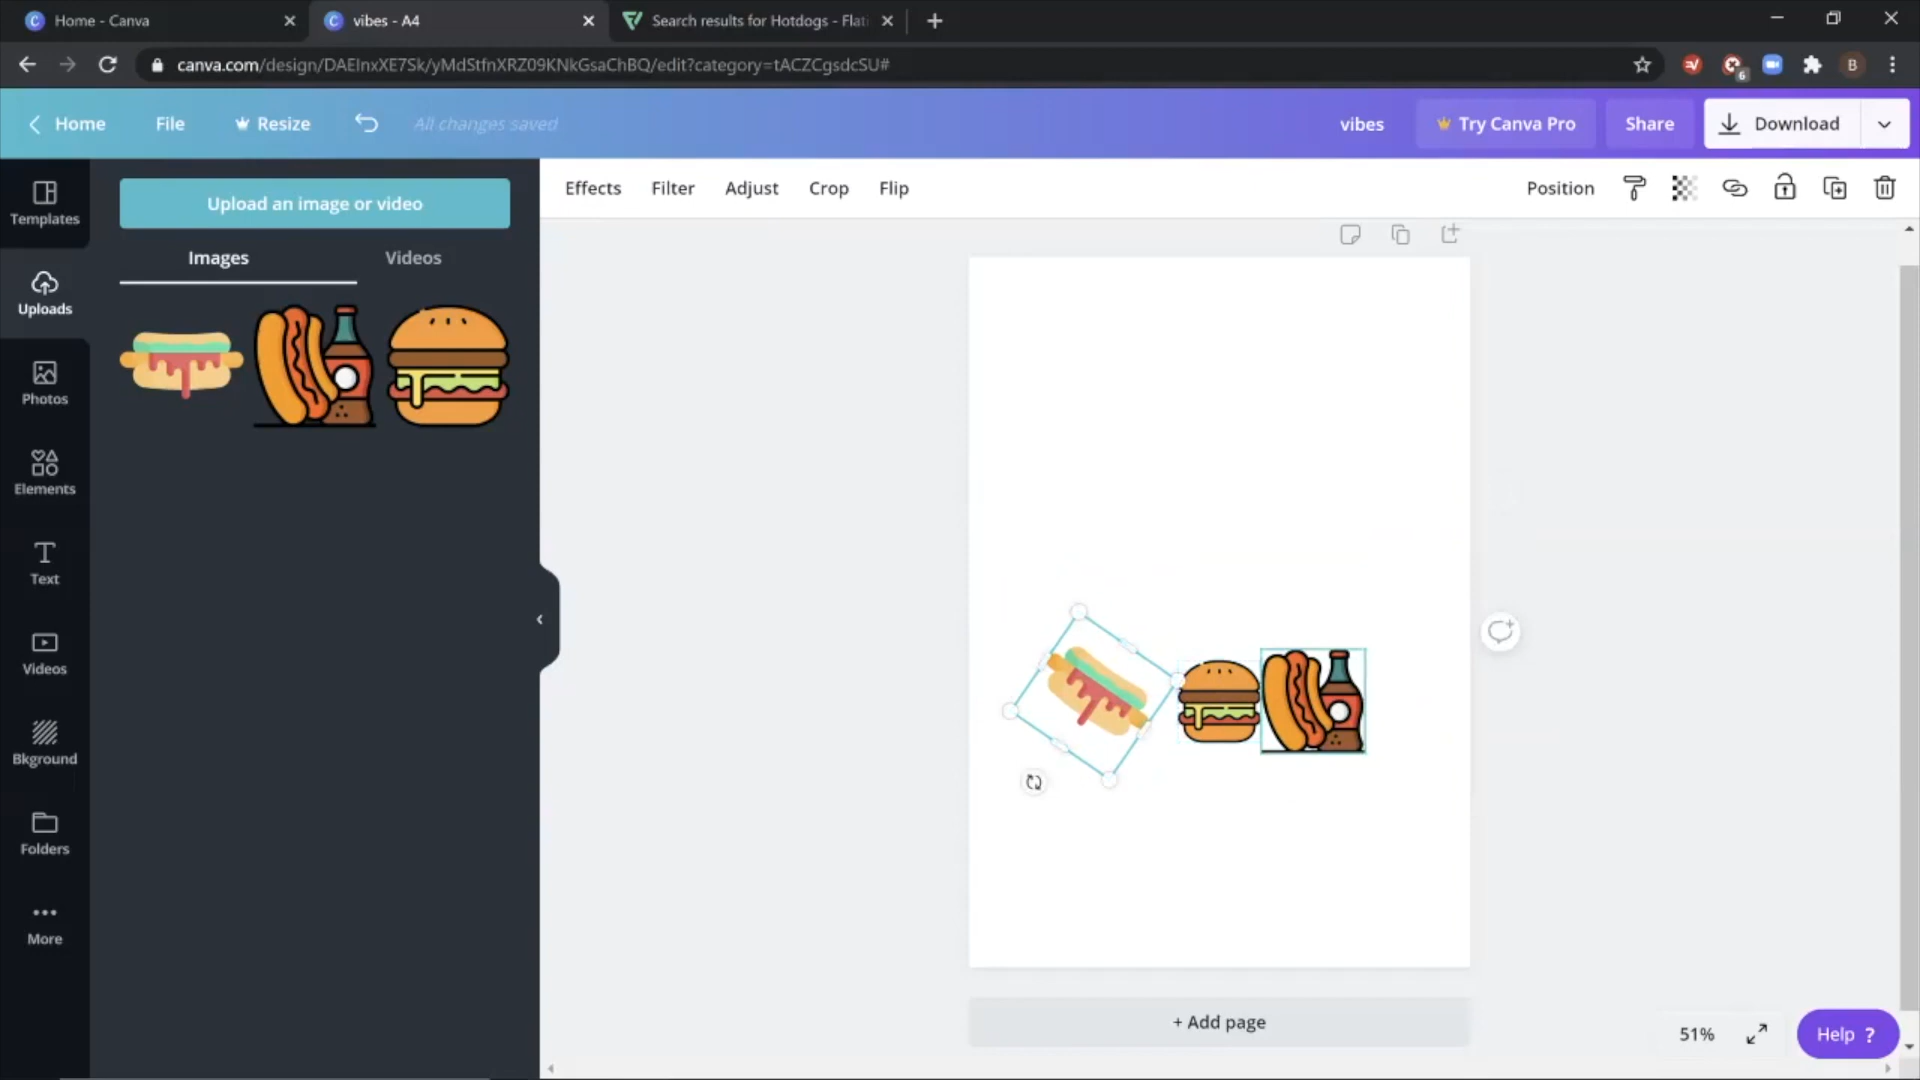 Home - Canva
vibes - A4
Search results for Hotdogs - Flati
canva.com/design/DAEInxXE7Sk/yMdStfnXRZ09KNkGsaChBQ/edit?category=tACZCgsdcSU#
6
B
Home
File
Resize
All changes saved
vibes
Try Canva Pro
Share
Download
Templates
Uploads
Photos
Elements
Text
Videos
Bkground
Folders
More
Upload an image or video
Images
Videos
Effects
Filter
Adjust
Crop
Flip
Position
+ Add page
51%
Help ?